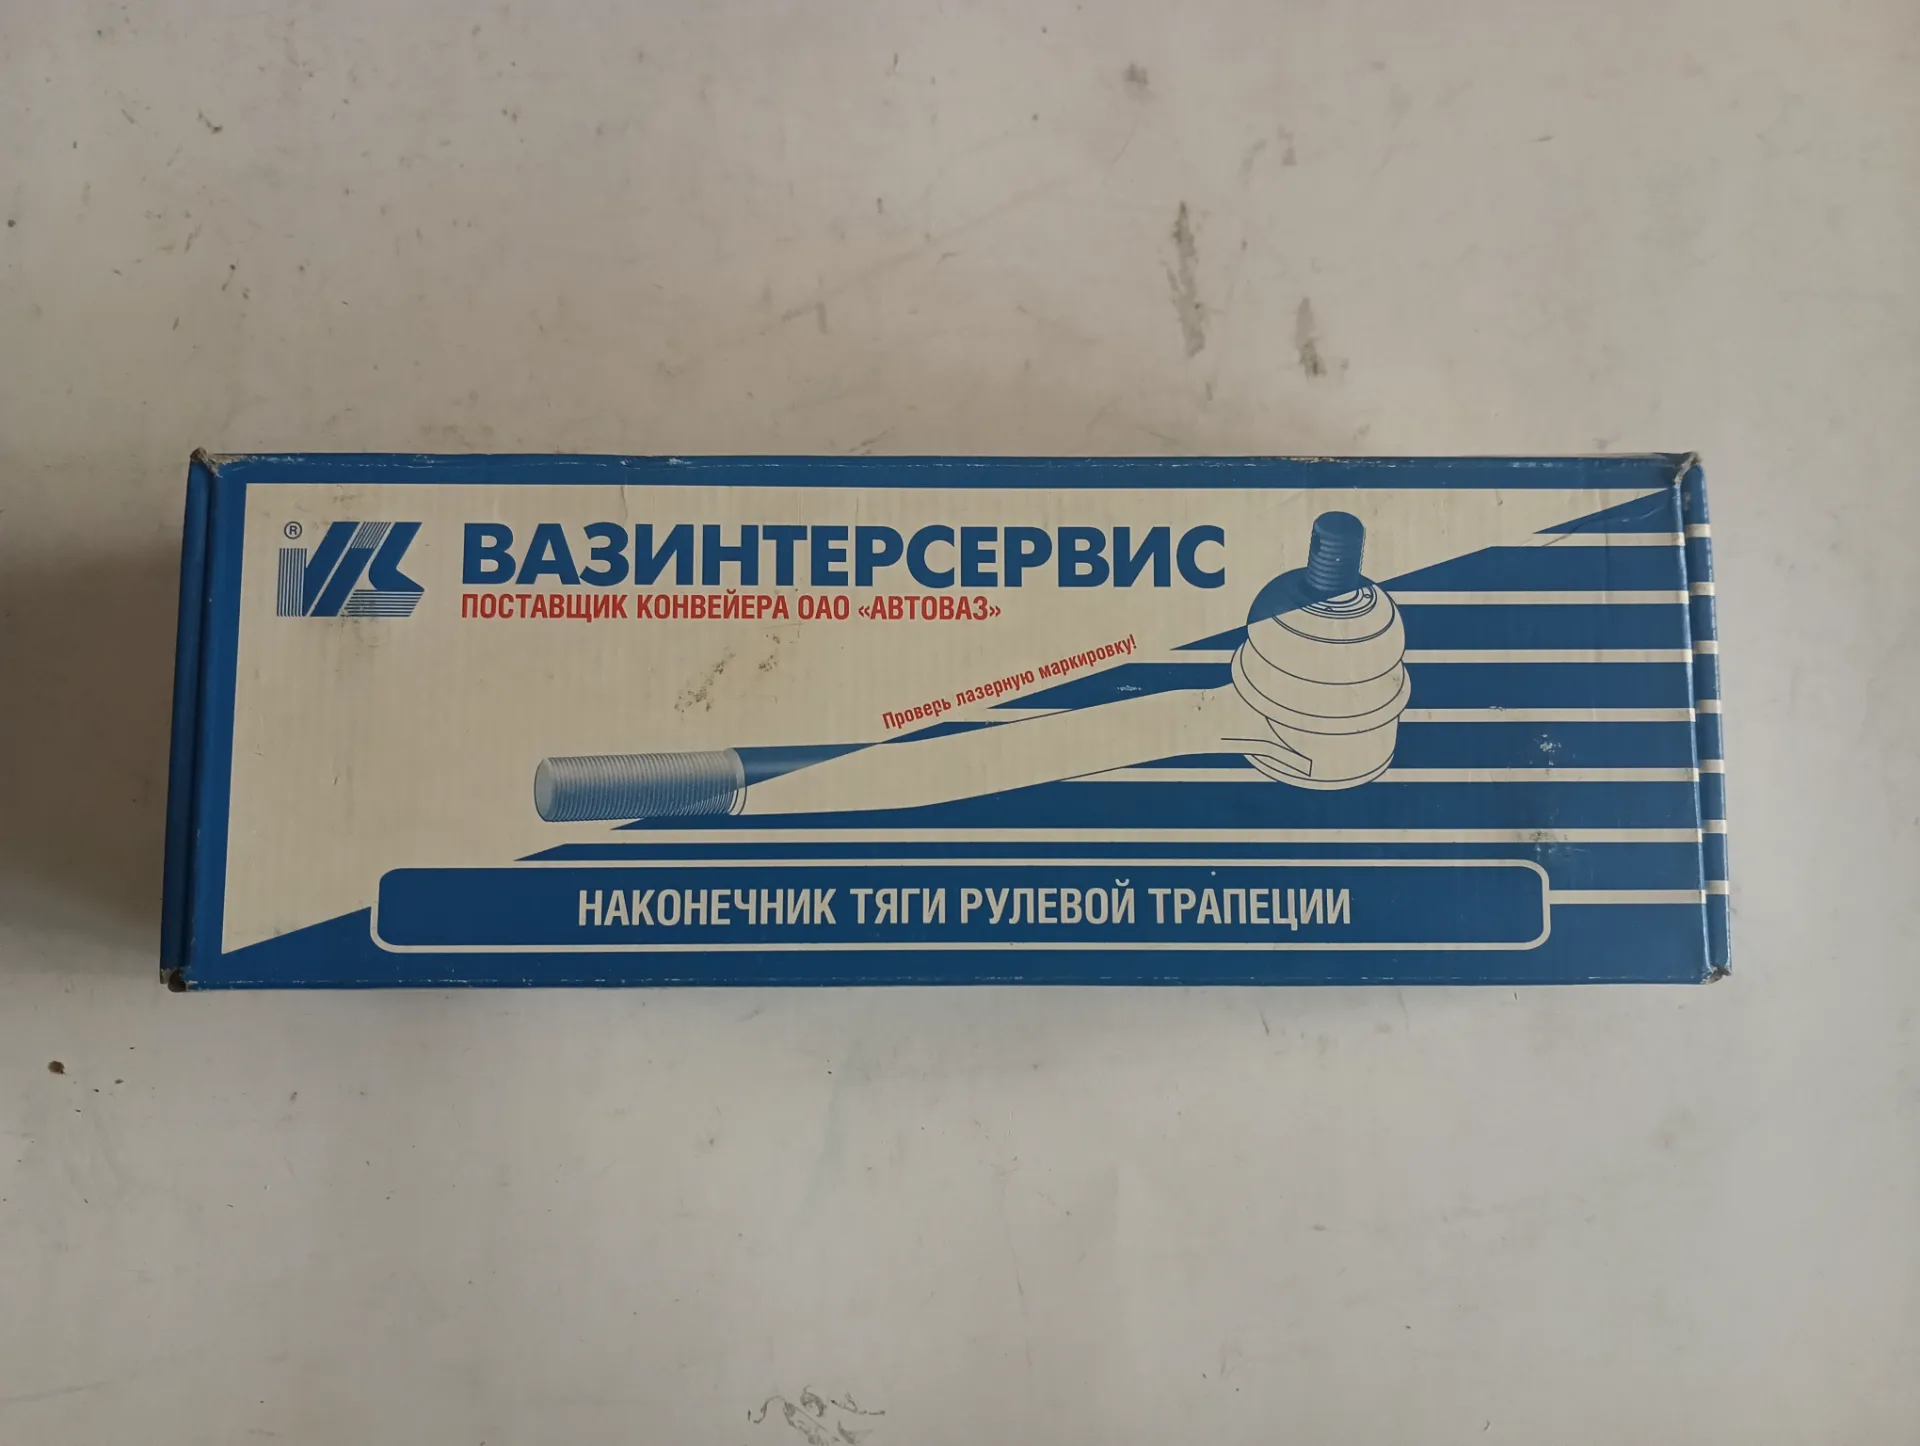 ®
ВАЗИНТЕРСЕРВИС
ПОСТАВЩИК КОНВЕЙЕРА ОАО «АВТОВАЗ»
Проверь лазерную маркировку!
НАКОНЕЧНИК ТЯГИ РУЛЕВОЙ ТРАПЕЦИИ